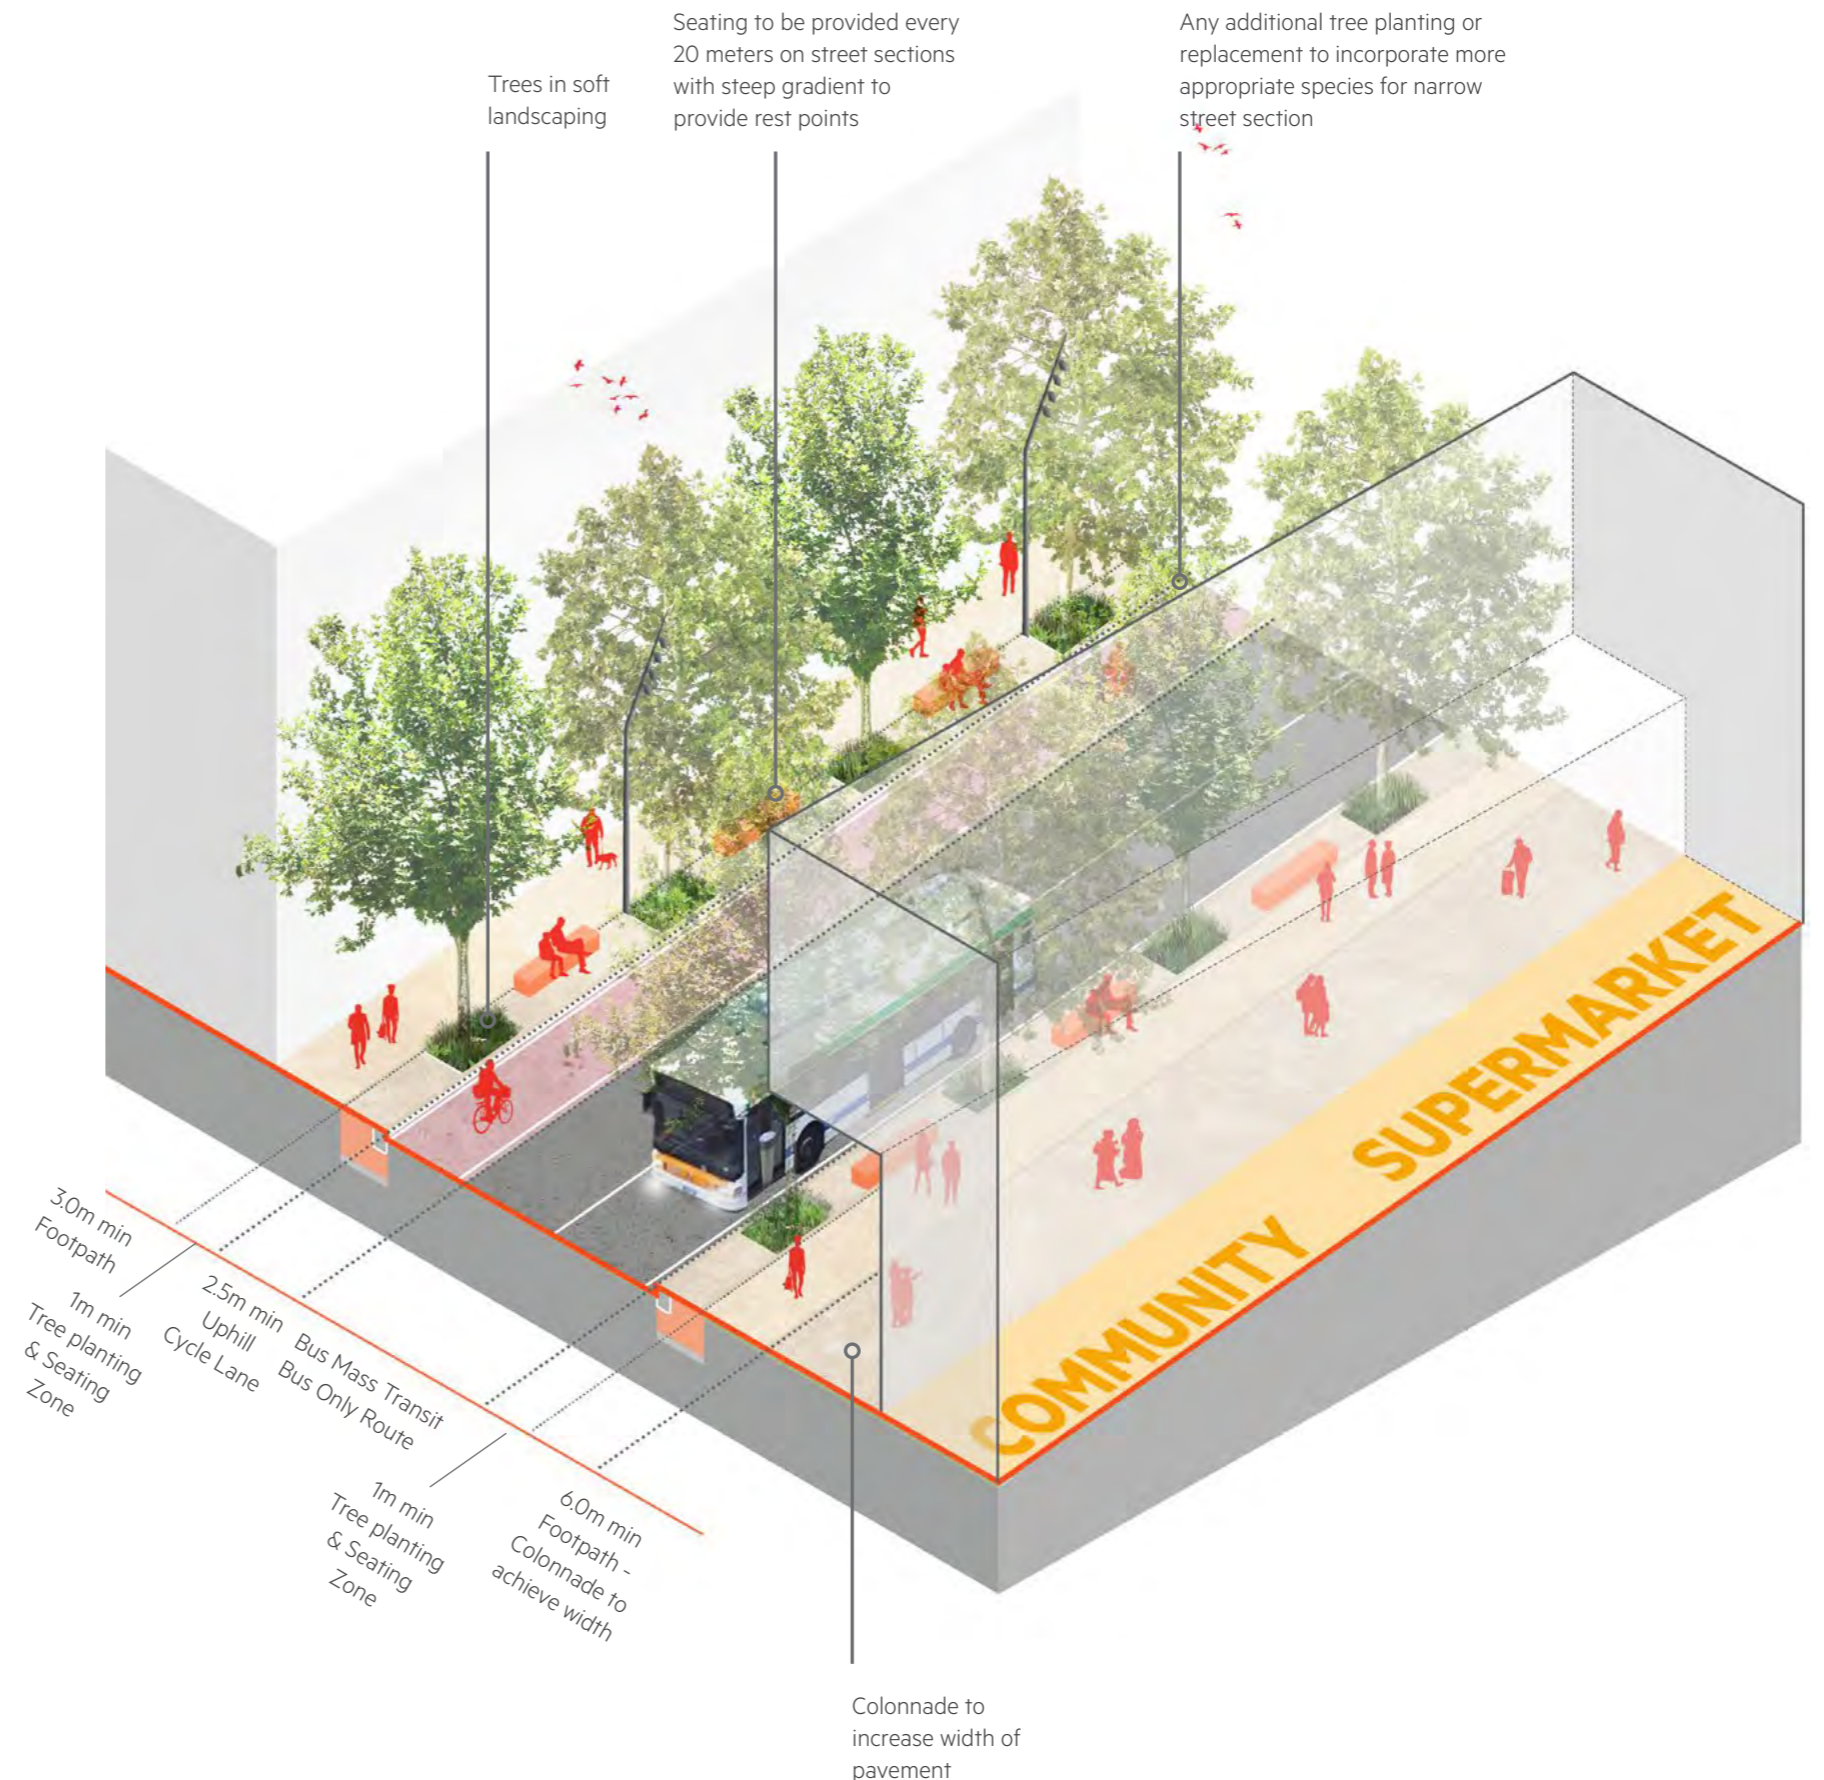 Trees in soft
landscaping
Seating to be provided every
20 meters on street sections
with steep gradient to
provide rest points
Any additional tree planting or
replacement to incorporate more
appropriate species for narrow
street section
COMMUNITY SUPERMARKET
3.0m min
Footpath
1m min
Tree planting
& Seating
Zone
2.5m min
Uphill
Cycle Lane
Bus Mass Transit
Bus Only Route
1m min
Tree planting
& Seating
Zone
6.0m min
Footpath -
Colonnade to
achieve width
Colonnade to
increase width of
pavement